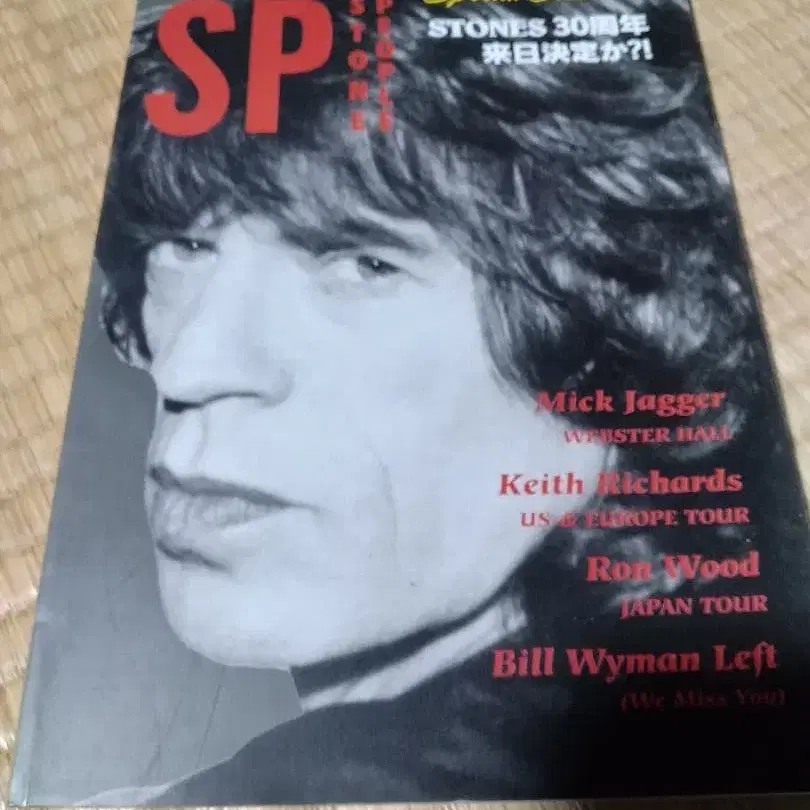 SP
STONE
PEOPLE
STONES 30周年
来日決定か?!
Mick Jagger
WEBSTER HALL
Keith Richards
US & EUROPE TOUR
Ron Wood
JAPAN TOUR
Bill Wyman Left
(We Miss You)